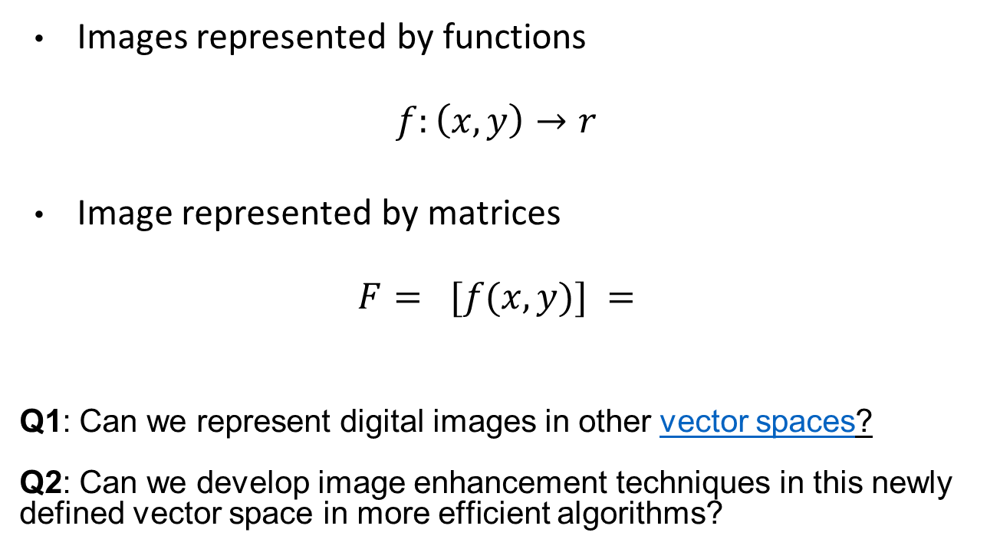 • Images represented by functions
f: (x, y) → r
• Image represented by matrices
F = [f(x, y)] =
Q1: Can we represent digital images in other vector spaces?
Q2: Can we develop image enhancement techniques in this newly
defined vector space in more efficient algorithms?